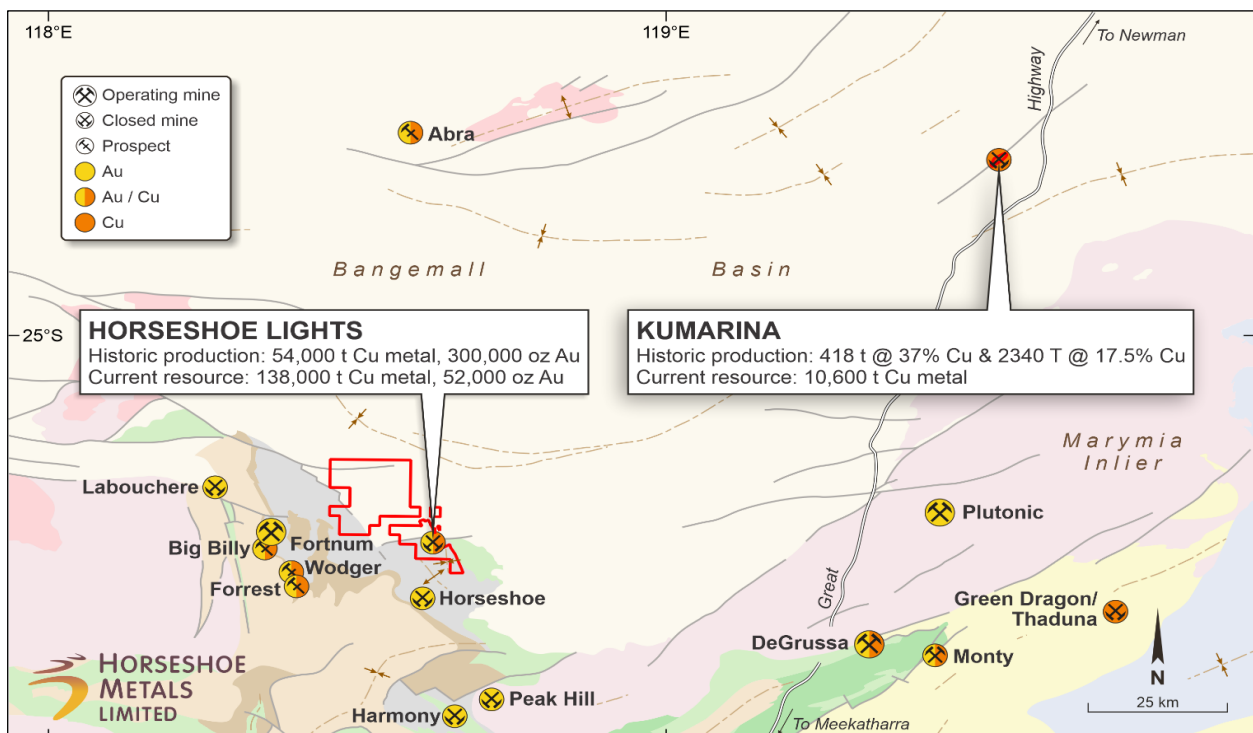 118°E
119°E
To Newman
Highway
Operating mine
Closed mine
Prospect
Au
Au / Cu
Cu
Abra
Bangemall Basin
25°S
25°S
HORSESHOE LIGHTS
Historic production: 54,000 t Cu metal, 300,000 oz Au
Current resource: 138,000 t Cu metal, 52,000 oz Au
KUMARINA
Historic production: 418 t @ 37% Cu & 2340 T @ 17.5% Cu
Current resource: 10,600 t Cu metal
Marymia
Inlier
Labouchere
Plutonic
Fortnum
Big Billy
Wodger
Forrest
Horseshoe
Great
Green Dragon/
Thaduna
DeGrussa
Monty
HORSESHOE
METALS
LIMITED
Peak Hill
Harmony
N
25 km
To Meekatharra